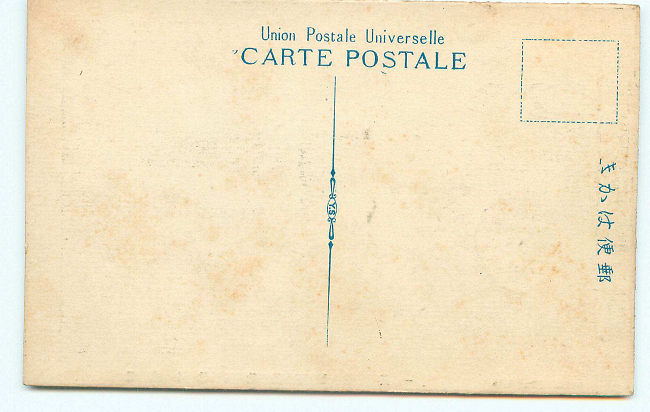 Union Postale Universelle
CARTE POSTALE
郵便はかき